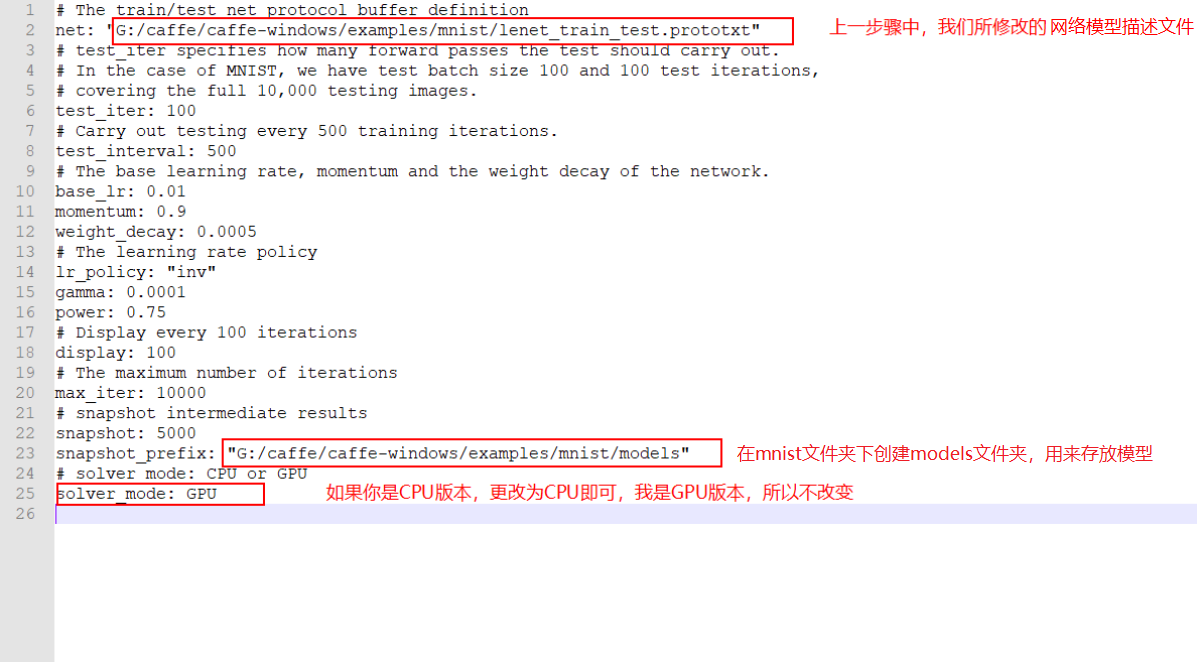 1 # The train/test net protocol buffer definition
2 net: "G:/caffe/caffe-windows/examples/mnist/lenet_train_test.prototxt" 上一步骤中，我们所修改的 网络模型描述文件
3 # test_iter specifies how many forward passes the test should carry out.
4 # In the case of MNIST, we have test batch size 100 and 100 test iterations,
5 # covering the full 10,000 testing images.
6 test_iter: 100
7 # Carry out testing every 500 training iterations.
8 test_interval: 500
9 # The base learning rate, momentum and the weight decay of the network.
10 base_lr: 0.01
11 momentum: 0.9
12 weight_decay: 0.0005
13 # The learning rate policy
14 lr_policy: "inv"
15 gamma: 0.0001
16 power: 0.75
17 # Display every 100 iterations
18 display: 100
19 # The maximum number of iterations
20 max_iter: 10000
21 # snapshot intermediate results
22 snapshot: 5000
23 snapshot_prefix: "G:/caffe/caffe-windows/examples/mnist/models" 在mnist文件夹下创建models文件夹，用来存放模型
24 # solver mode: CPU or GPU
25 solver_mode: GPU 如果你是CPU版本，更改为CPU即可，我是GPU版本，所以不改变
26